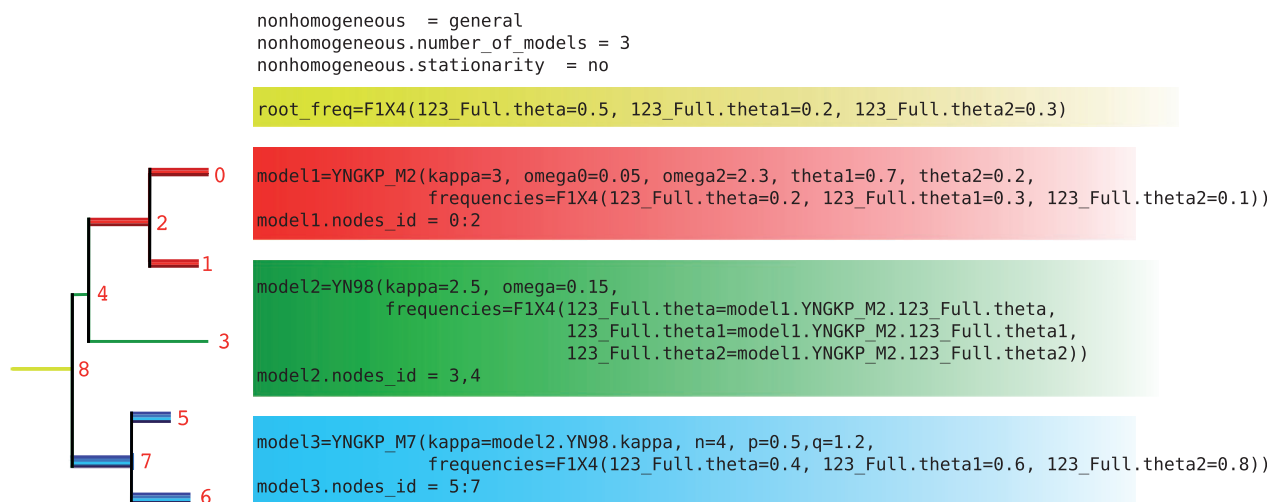 nonhomogeneous  = general
nonhomogeneous.number_of_models = 3
nonhomogeneous.stationarity  = no
root_freq=F1X4(123_Full.theta=0.5, 123_Full.theta1=0.2, 123_Full.theta2=0.3)
model1=YNGKP_M2(kappa=3, omega0=0.05, omega2=2.3, theta1=0.7, theta2=0.2,
frequencies=F1X4(123_Full.theta=0.2, 123_Full.theta1=0.3, 123_Full.theta2=0.1))
model1.nodes_id = 0:2
model2=YN98(kappa=2.5, omega=0.15,
frequencies=F1X4(123_Full.theta=model1.YNGKP_M2.123_Full.theta,
123_Full.theta1=model1.YNGKP_M2.123_Full.theta1,
123_Full.theta2=model1.YNGKP_M2.123_Full.theta2))
model2.nodes_id = 3,4
model3=YNGKP_M7(kappa=model2.YN98.kappa, n=4, p=0.5,q=1.2,
frequencies=F1X4(123_Full.theta=0.4, 123_Full.theta1=0.6, 123_Full.theta2=0.8))
model3.nodes_id = 5:7
0
2
1
4
3
8
5
7
6